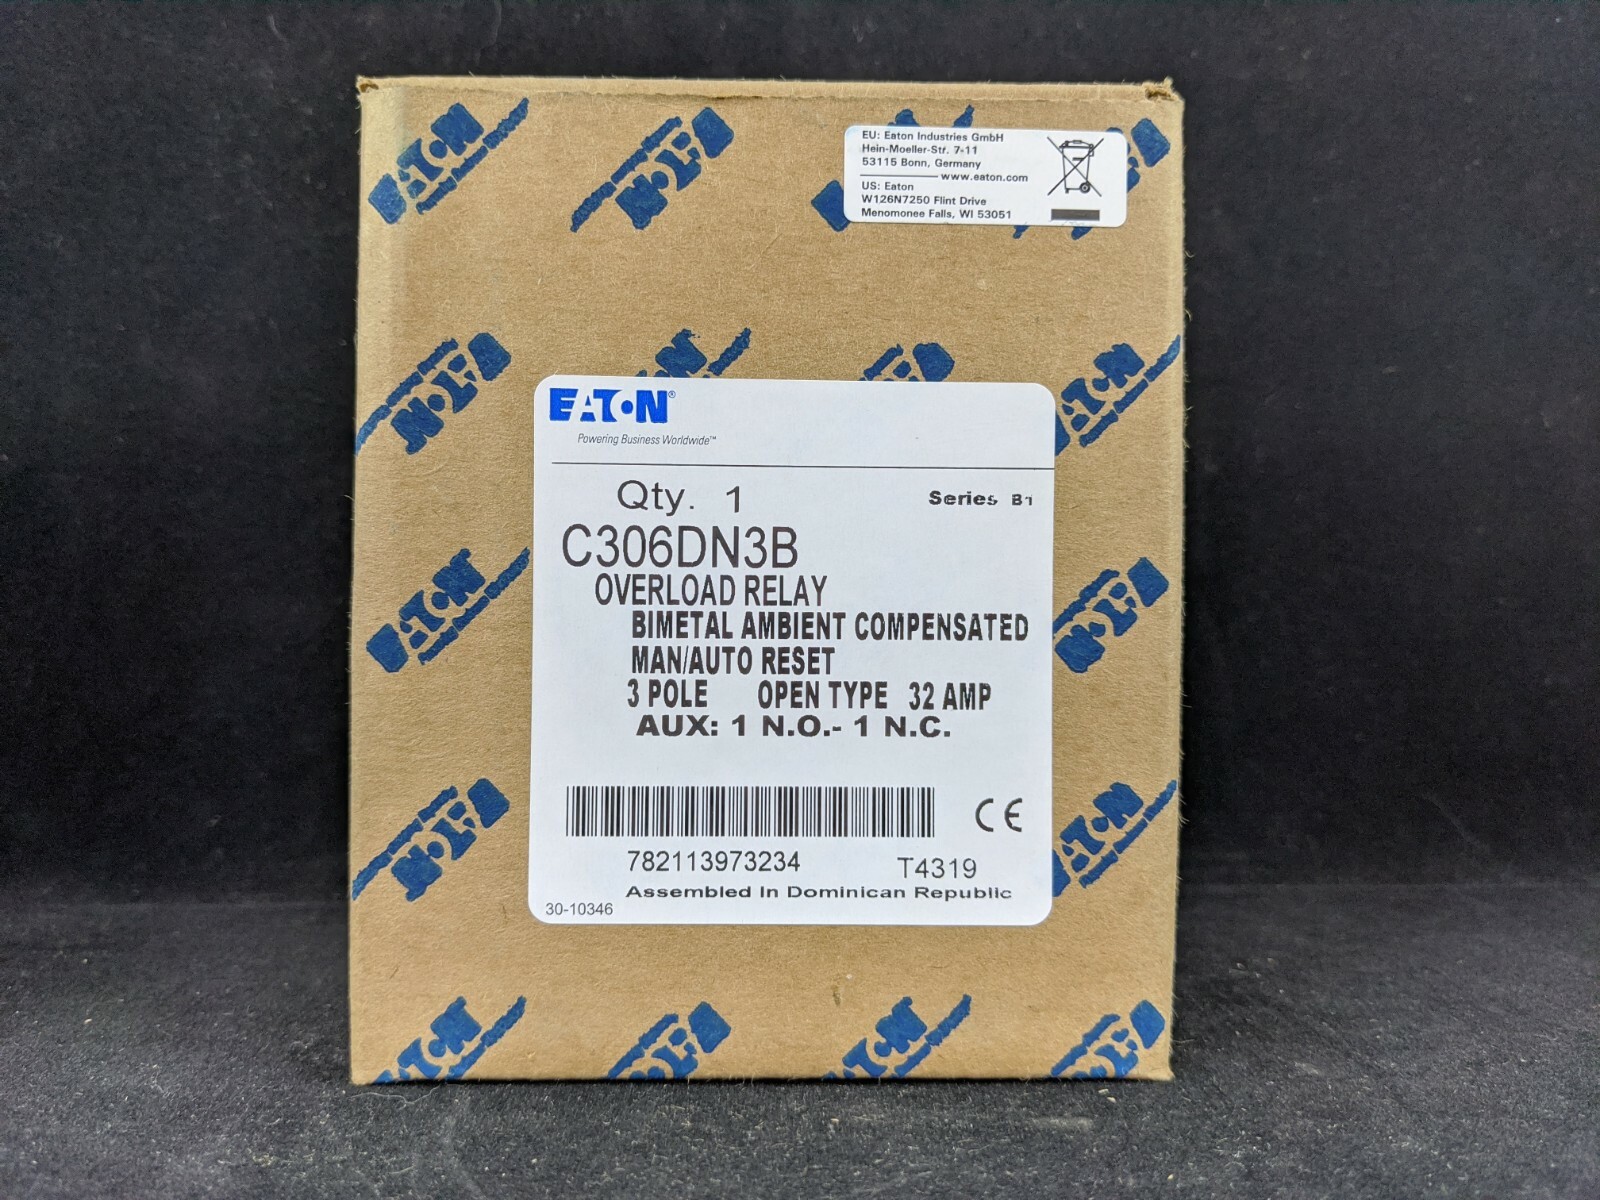 EU: Eaton Industries GmbH
Hein-Moeller-Str. 7-11
53115 Bonn, Germany
www.eaton.com
US: Eaton
W126N7250 Flint Drive
Menomonee Falls, WI 53051
EATON®
Powering Business Worldwide™
Qty. 1 Series B1
C306DN3B
OVERLOAD RELAY
BIMETAL AMBIENT COMPENSATED
MAN/AUTO RESET
3 POLE OPEN TYPE 32 AMP
AUX: 1 N.O.- 1 N.C.
CE
782113973234 T4319
Assembled In Dominican Republic
30-10346